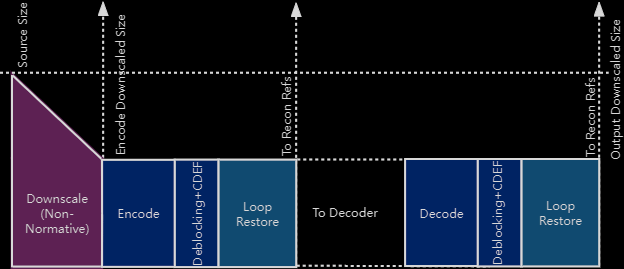 Source Size
Encode Downscaled Size
To Recon Refs
To Recon Refs
Output Downscaled Size
Downscale
(Non-
Normative)
Encode
Deblocking+CDEF
Loop
Restore
To Decoder
Decode
Deblocking+CDEF
Loop
Restore